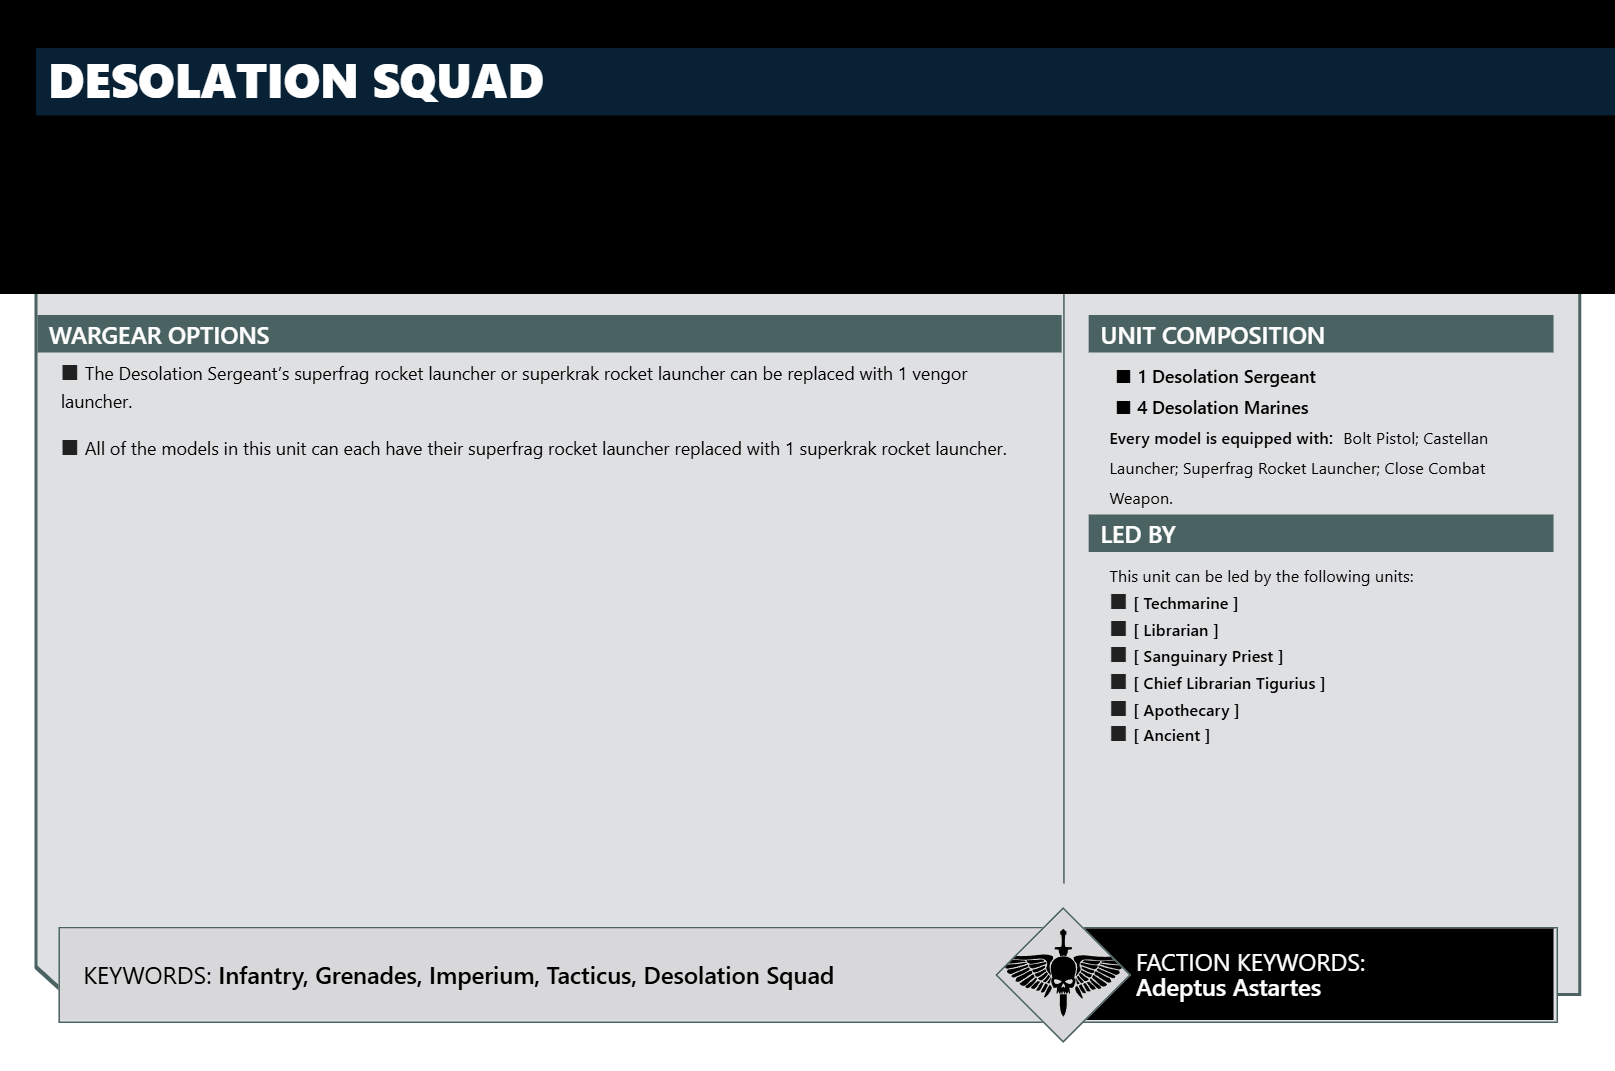 DESOLATION SQUAD
WARGEAR OPTIONS
■ The Desolation Sergeant’s superfrag rocket launcher or superkrak rocket launcher can be replaced with 1 vengor
launcher.
■ All of the models in this unit can each have their superfrag rocket launcher replaced with 1 superkrak rocket launcher.
UNIT COMPOSITION
■ 1 Desolation Sergeant
■ 4 Desolation Marines
Every model is equipped with: Bolt Pistol; Castellan
Launcher; Superfrag Rocket Launcher; Close Combat
Weapon.
LED BY
This unit can be led by the following units:
■ [ Techmarine ]
■ [ Librarian ]
■ [ Sanguinary Priest ]
■ [ Chief Librarian Tigurius ]
■ [ Apothecary ]
■ [ Ancient ]
KEYWORDS: Infantry, Grenades, Imperium, Tacticus, Desolation Squad
FACTION KEYWORDS:
Adeptus Astartes